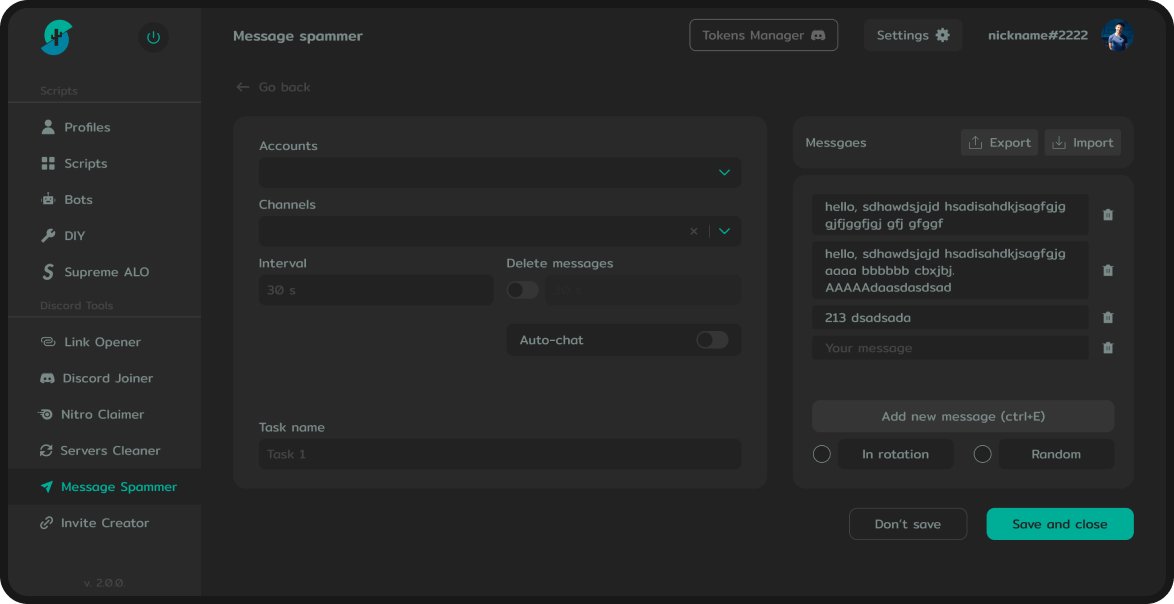 Message spammer
Tokens Manager
Settings
nickname#2222
Scripts
Profiles
Scripts
Bots
DIY
Supreme ALO
Discord Tools
Link Opener
Discord Joiner
Nitro Claimer
Servers Cleaner
Message Spammer
Invite Creator
v. 2.0.0.
Go back
Accounts
Channels
Interval
30 s
Delete messages
30 s
Auto-chat
Task name
Task 1
Messgaes
Export
Import
hello, sdhawdsjajd hsadisahdkjsagfgjg
gjfjggfjgj gfj gfggf
hello, sdhawdsjajd hsadisahdkjsagfgjg
aaaa bbbbbb cbxjbj.
AAAAAdaasdasdsad
213 dsadsada
Your message
Add new message (ctrl+E)
In rotation
Random
Don't save
Save and close